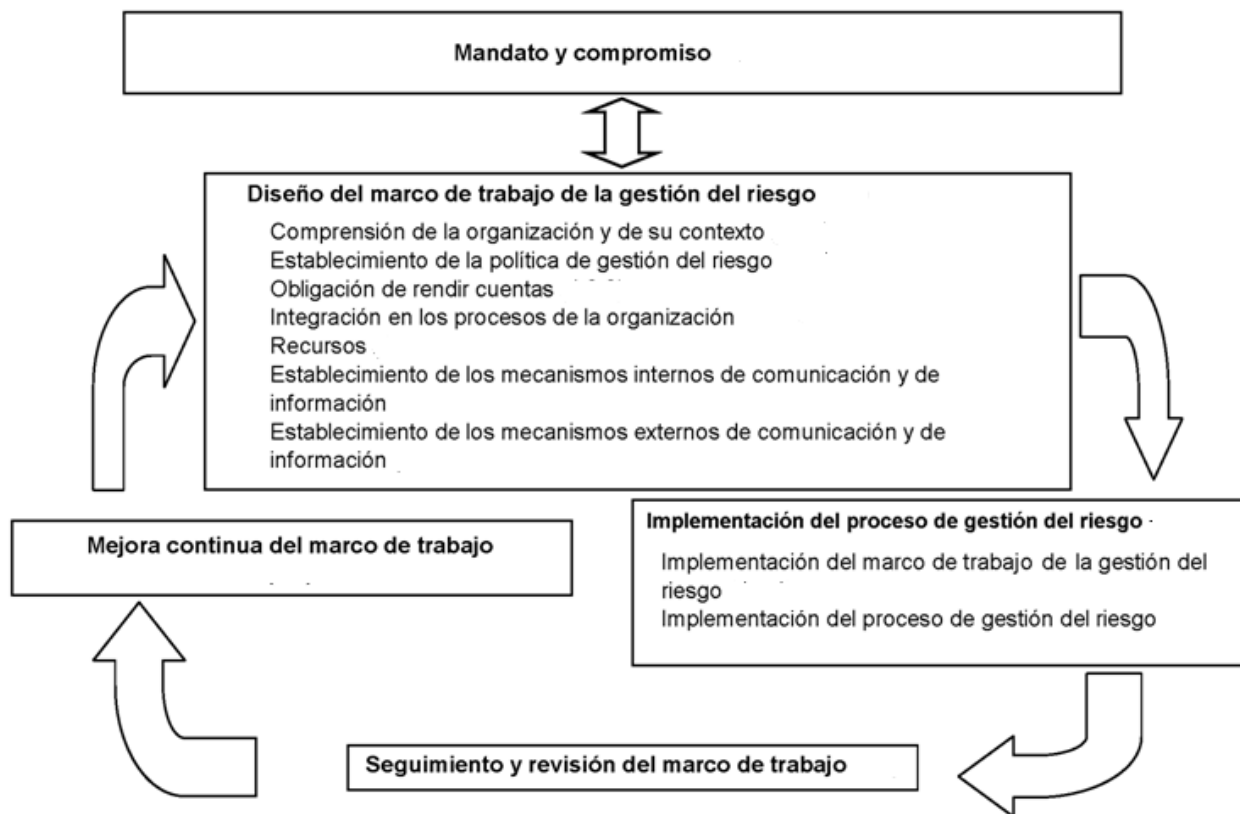 Mandato y compromiso
Diseño del marco de trabajo de la gestión del riesgo
Comprensión de la organización y de su contexto
Establecimiento de la política de gestión del riesgo
Obligación de rendir cuentas
Integración en los procesos de la organización
Recursos
Establecimiento de los mecanismos internos de comunicación y de
información
Establecimiento de los mecanismos externos de comunicación y de
información
Implementación del proceso de gestión del riesgo
Implementación del marco de trabajo de la gestión del
riesgo
Implementación del proceso de gestión del riesgo
Seguimiento y revisión del marco de trabajo
Mejora continua del marco de trabajo